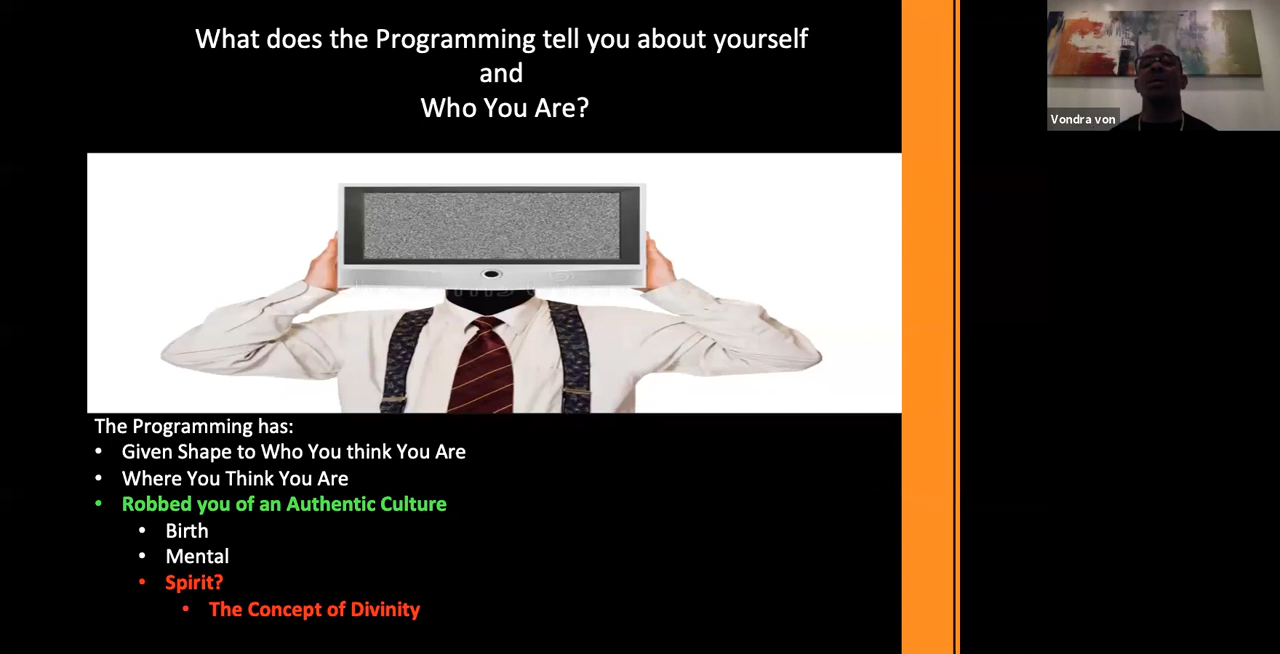 What does the Programming tell you about yourself
and
Who You Are?
Vondra von
The Programming has:
• Given Shape to Who You think You Are
• Where You Think You Are
• Robbed you of an Authentic Culture
• Birth
• Mental
• Spirit?
• The Concept of Divinity